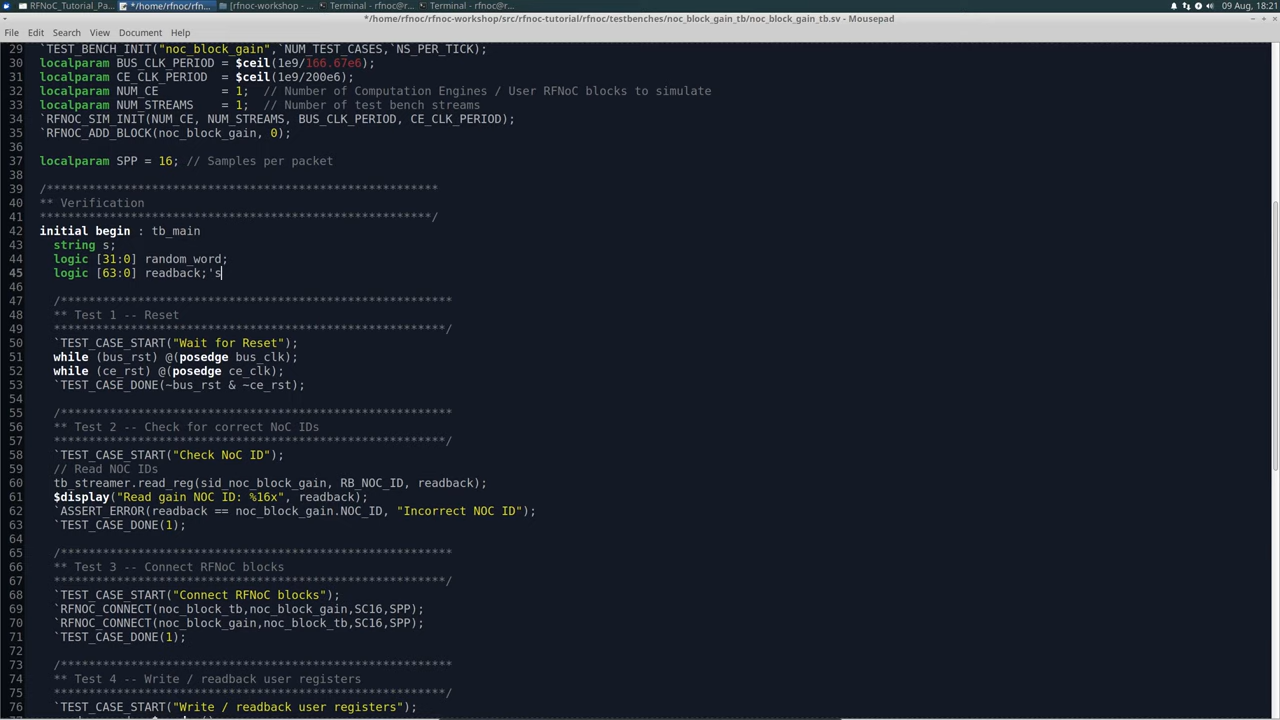 RFNoC_Tutorial_Pa... */home/rfnoc/rfn... [rfnoc-workshop - ... Terminal - rfnoc@r... Terminal - rfnoc@r... 09 Aug, 18:21
*/home/rfnoc/rfnoc-workshop/src/rfnoc-tutorial/rfnoc/testbenches/noc_block_gain_tb/noc_block_gain_tb.sv - Mousepad
File Edit Search View Document Help
29 `TEST_BENCH_INIT("noc_block_gain",`NUM_TEST_CASES,`NS_PER_TICK);
30 localparam BUS_CLK_PERIOD = $ceil(1e9/166.67e6);
31 localparam CE_CLK_PERIOD  = $ceil(1e9/200e6);
32 localparam NUM_CE         = 1;  // Number of Computation Engines / User RFNoC blocks to simulate
33 localparam NUM_STREAMS    = 1;  // Number of test bench streams
34 `RFNOC_SIM_INIT(NUM_CE, NUM_STREAMS, BUS_CLK_PERIOD, CE_CLK_PERIOD);
35 `RFNOC_ADD_BLOCK(noc_block_gain, 0);
36
37 localparam SPP = 16; // Samples per packet
38
39 /*******************************************************
40 ** Verification
41 *******************************************************/
42 initial begin : tb_main
43   string s;
44   logic [31:0] random_word;
45   logic [63:0] readback;'s
46
47   /*******************************************************
48   ** Test 1 -- Reset
49   *******************************************************/
50   `TEST_CASE_START("Wait for Reset");
51   while (bus_rst) @(posedge bus_clk);
52   while (ce_rst) @(posedge ce_clk);
53   `TEST_CASE_DONE(~bus_rst & ~ce_rst);
54
55   /*******************************************************
56   ** Test 2 -- Check for correct NoC IDs
57   *******************************************************/
58   `TEST_CASE_START("Check NoC ID");
59   // Read NOC IDs
60   tb_streamer.read_reg(sid_noc_block_gain, RB_NOC_ID, readback);
61   $display("Read gain NOC ID: %16x", readback);
62   `ASSERT_ERROR(readback == noc_block_gain.NOC_ID, "Incorrect NOC ID");
63   `TEST_CASE_DONE(1);
64
65   /*******************************************************
66   ** Test 3 -- Connect RFNoC blocks
67   *******************************************************/
68   `TEST_CASE_START("Connect RFNoC blocks");
69   `RFNOC_CONNECT(noc_block_tb,noc_block_gain,SC16,SPP);
70   `RFNOC_CONNECT(noc_block_gain,noc_block_tb,SC16,SPP);
71   `TEST_CASE_DONE(1);
72
73   /*******************************************************
74   ** Test 4 -- Write / readback user registers
75   *******************************************************/
76   `TEST_CASE_START("Write / readback user registers");